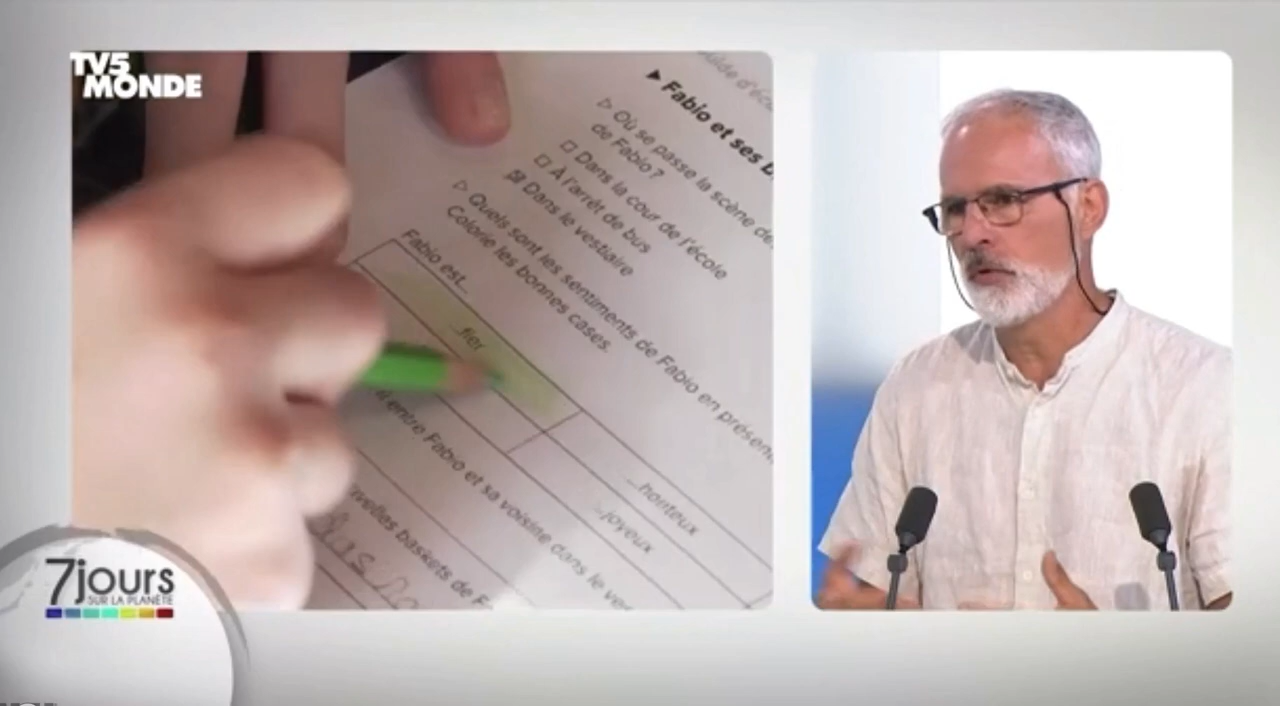 TV5
MONDE
▶ Fabio et ses
▷ Où se passe la scène de
de Fabio ?
□ Dans la cour de l'école
□ À l'arrêt de bus
☒ Dans le vestiaire
▷ Quels sont les sentiments de Fabio en
Colorie les bonnes cases.
Fabio est...
...fier
...honteux
...joyeux
entre Fabio et sa voisine dans le
baskets de
7jours
SUR LA PLANÈTE